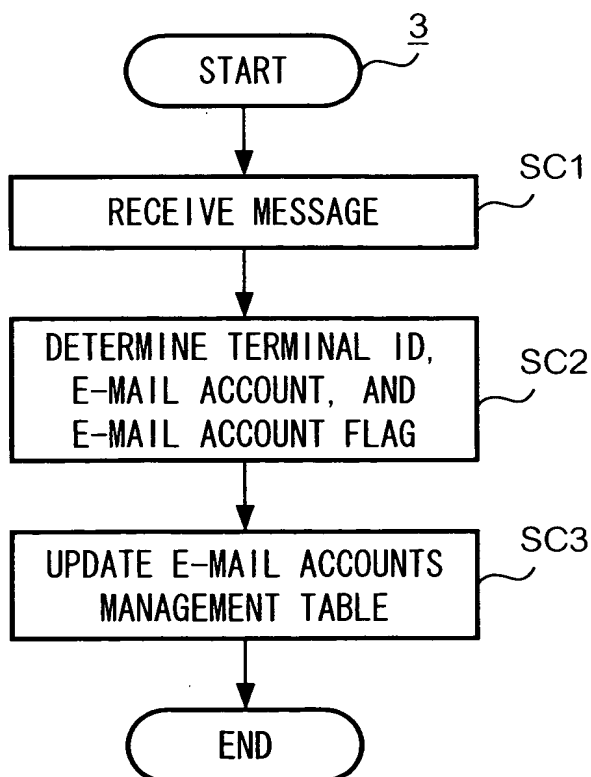 3
START
SC1
RECEIVE MESSAGE
DETERMINE TERMINAL ID,
E-MAIL ACCOUNT, AND
E-MAIL ACCOUNT FLAG
SC2
UPDATE E-MAIL ACCOUNTS
MANAGEMENT TABLE
SC3
END